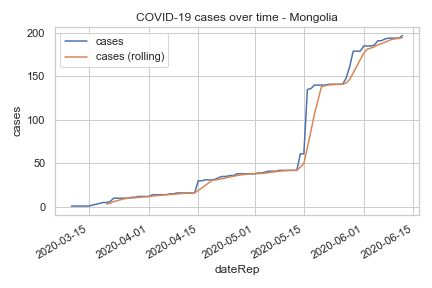 COVID-19 cases over time - Mongolia
cases
cases (rolling)
200
150
100
50
0
cases
2020-03-15
2020-04-01
2020-04-15
2020-05-01
2020-05-15
2020-06-01
2020-06-15
dateRep